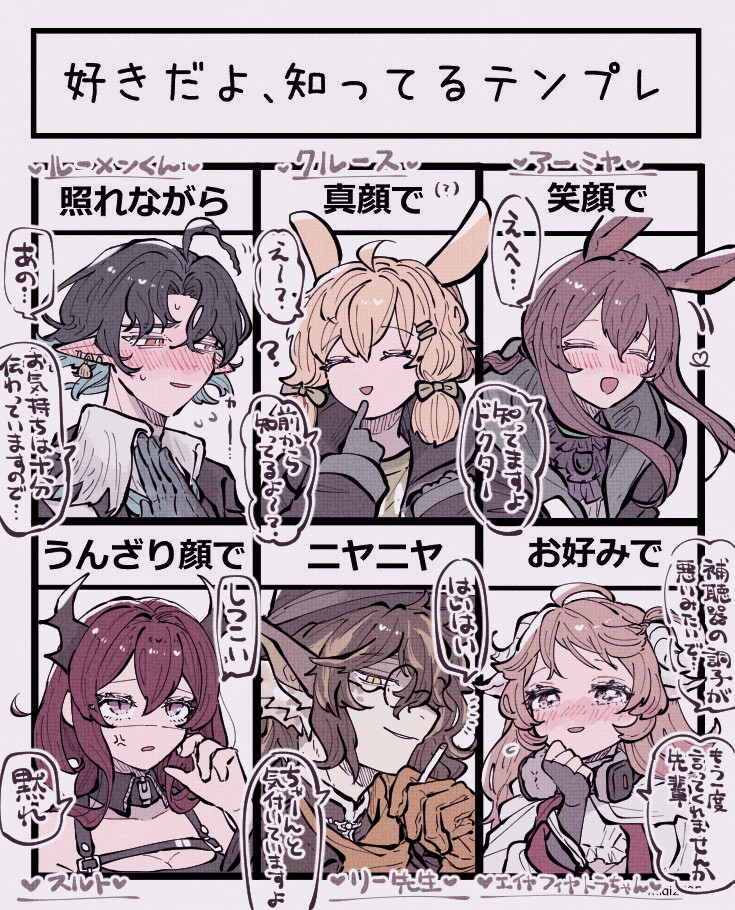 好きだよ、知ってるテンプレ
ルーメンくん
クルース
アーミヤ
照れながら
真顔で(?)
笑顔で
あの…
お気持ちは十分
伝わっていますので…
え〜?
前から
知ってるよ〜?
えへへ…
知ってますよ
ドクター
うんざり顔で
ニヤニヤ
お好みで
しつこい
黙れ
はいはい
ちゃんと
気付いていますよ
補聴器の調子が
悪いみたいで…
もう一度
言ってくれませんか
先輩
スルト
リー先生
エイヤフィヤトラちゃん